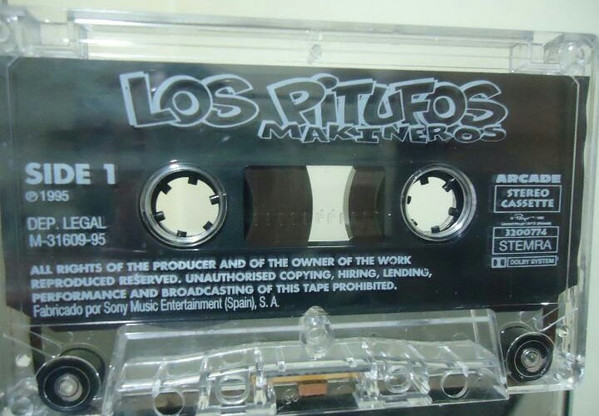 LOS PITUFOS
MAKINEROS
SIDE 1
℗ 1995
DEP. LEGAL
M-31609-95
ARCADE
STEREO
CASSETTE
3200774
STEMRA
DOLBY SYSTEM
ALL RIGHTS OF THE PRODUCER AND OF THE OWNER OF THE WORK
REPRODUCED RESERVED. UNAUTHORISED COPYING, HIRING, LENDING,
PERFORMANCE AND BROADCASTING OF THIS TAPE PROHIBITED.
Fabricado por Sony Music Entertainment (Spain), S. A.